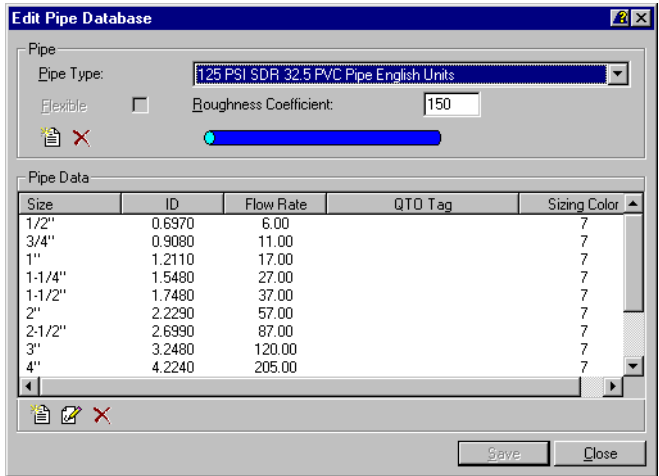 Edit Pipe Database
Pipe
Pipe Type: 125 PSI SDR 32.5 PVC Pipe English Units
Flexible Roughness Coefficient: 150
Pipe Data
Size ID Flow Rate QTO Tag Sizing Color
1/2" 0.6970 6.00 7
3/4" 0.9080 11.00 7
1" 1.2110 17.00 7
1-1/4" 1.5480 27.00 7
1-1/2" 1.7480 37.00 7
2" 2.2290 57.00 7
2-1/2" 2.6990 87.00 7
3" 3.2480 120.00 7
4" 4.2240 205.00 7
Save Close